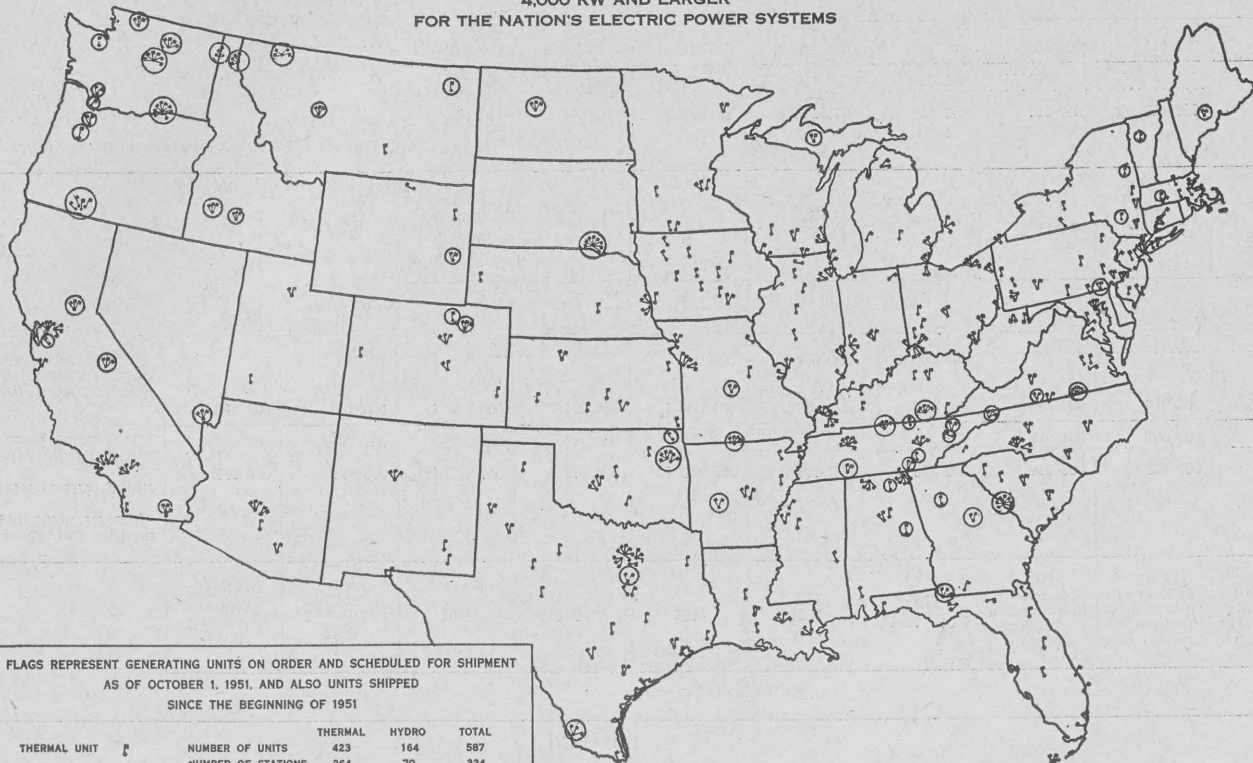 4,000 KW AND LARGER
FOR THE NATION'S ELECTRIC POWER SYSTEMS
FLAGS REPRESENT GENERATING UNITS ON ORDER AND SCHEDULED FOR SHIPMENT
AS OF OCTOBER 1, 1951, AND ALSO UNITS SHIPPED
SINCE THE BEGINNING OF 1951
THERMAL HYDRO TOTAL
THERMAL UNIT NUMBER OF UNITS 423 164 587
NUMBER OF STATIONS 264 70 334